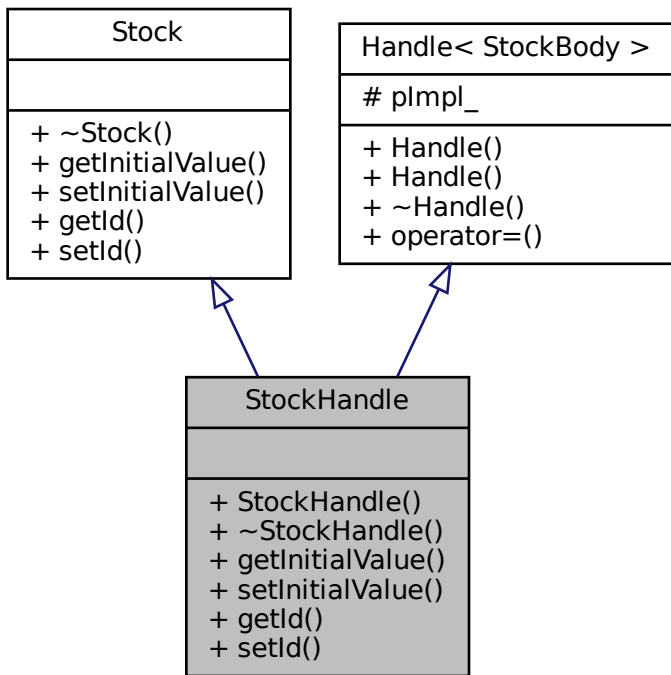 Stock
+ ~Stock()
+ getInitialValue()
+ setInitialValue()
+ getId()
+ setId()
Handle< StockBody >
# pImpl_
+ Handle()
+ Handle()
+ ~Handle()
+ operator=()
StockHandle
+ StockHandle()
+ ~StockHandle()
+ getInitialValue()
+ setInitialValue()
+ getId()
+ setId()